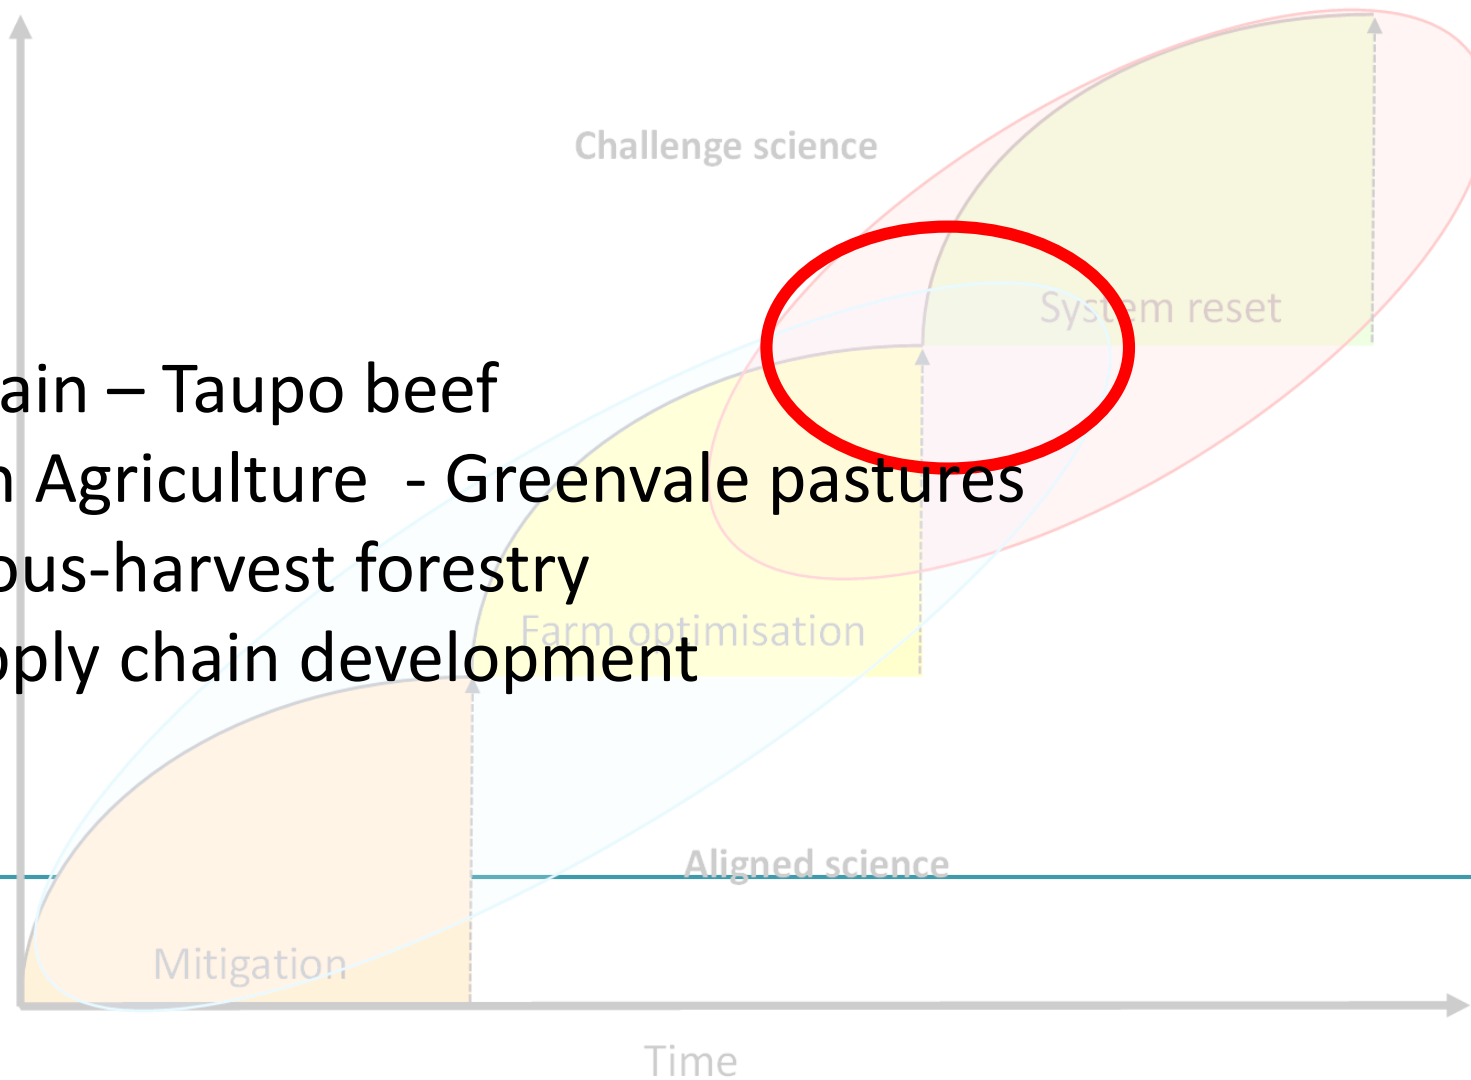 Challenge science
System reset
ain – Taupo beef
n Agriculture - Greenvale pastures
ous-harvest forestry
Farm optimisation
pply chain development
Aligned science
Mitigation
Time